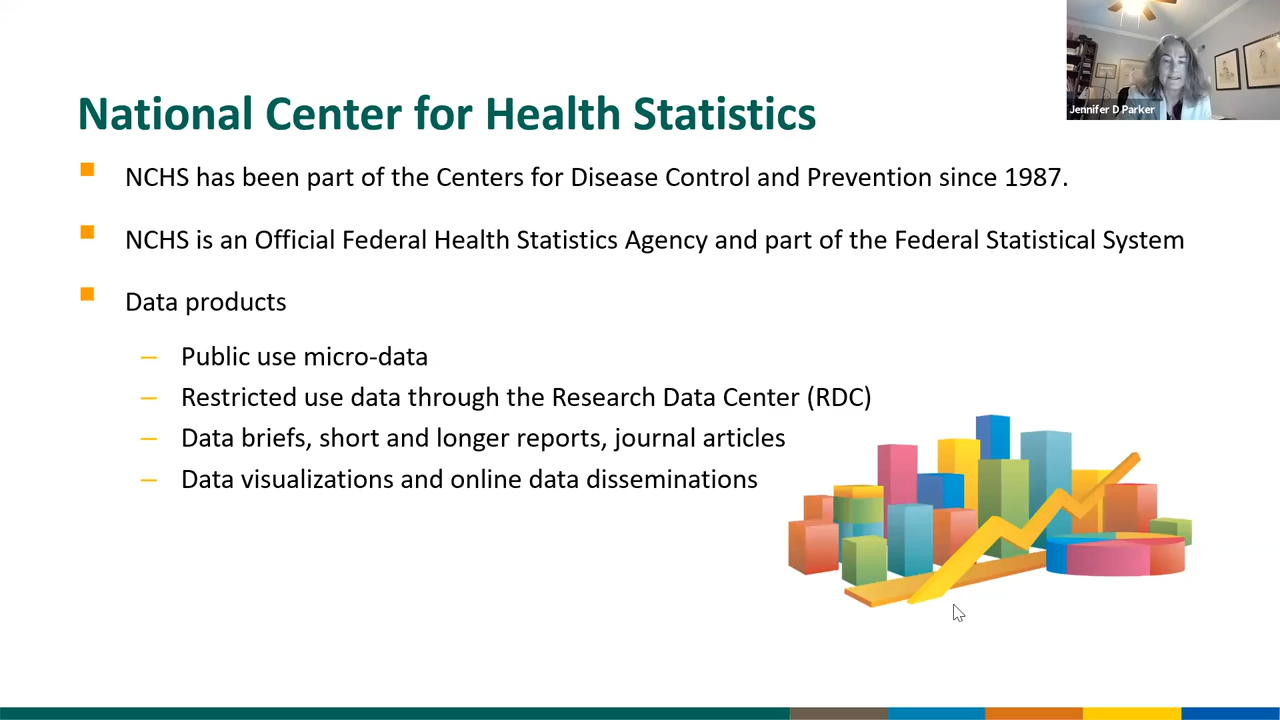 Jennifer D Parker
National Center for Health Statistics
NCHS has been part of the Centers for Disease Control and Prevention since 1987.
NCHS is an Official Federal Health Statistics Agency and part of the Federal Statistical System
Data products
– Public use micro-data
– Restricted use data through the Research Data Center (RDC)
– Data briefs, short and longer reports, journal articles
– Data visualizations and online data disseminations